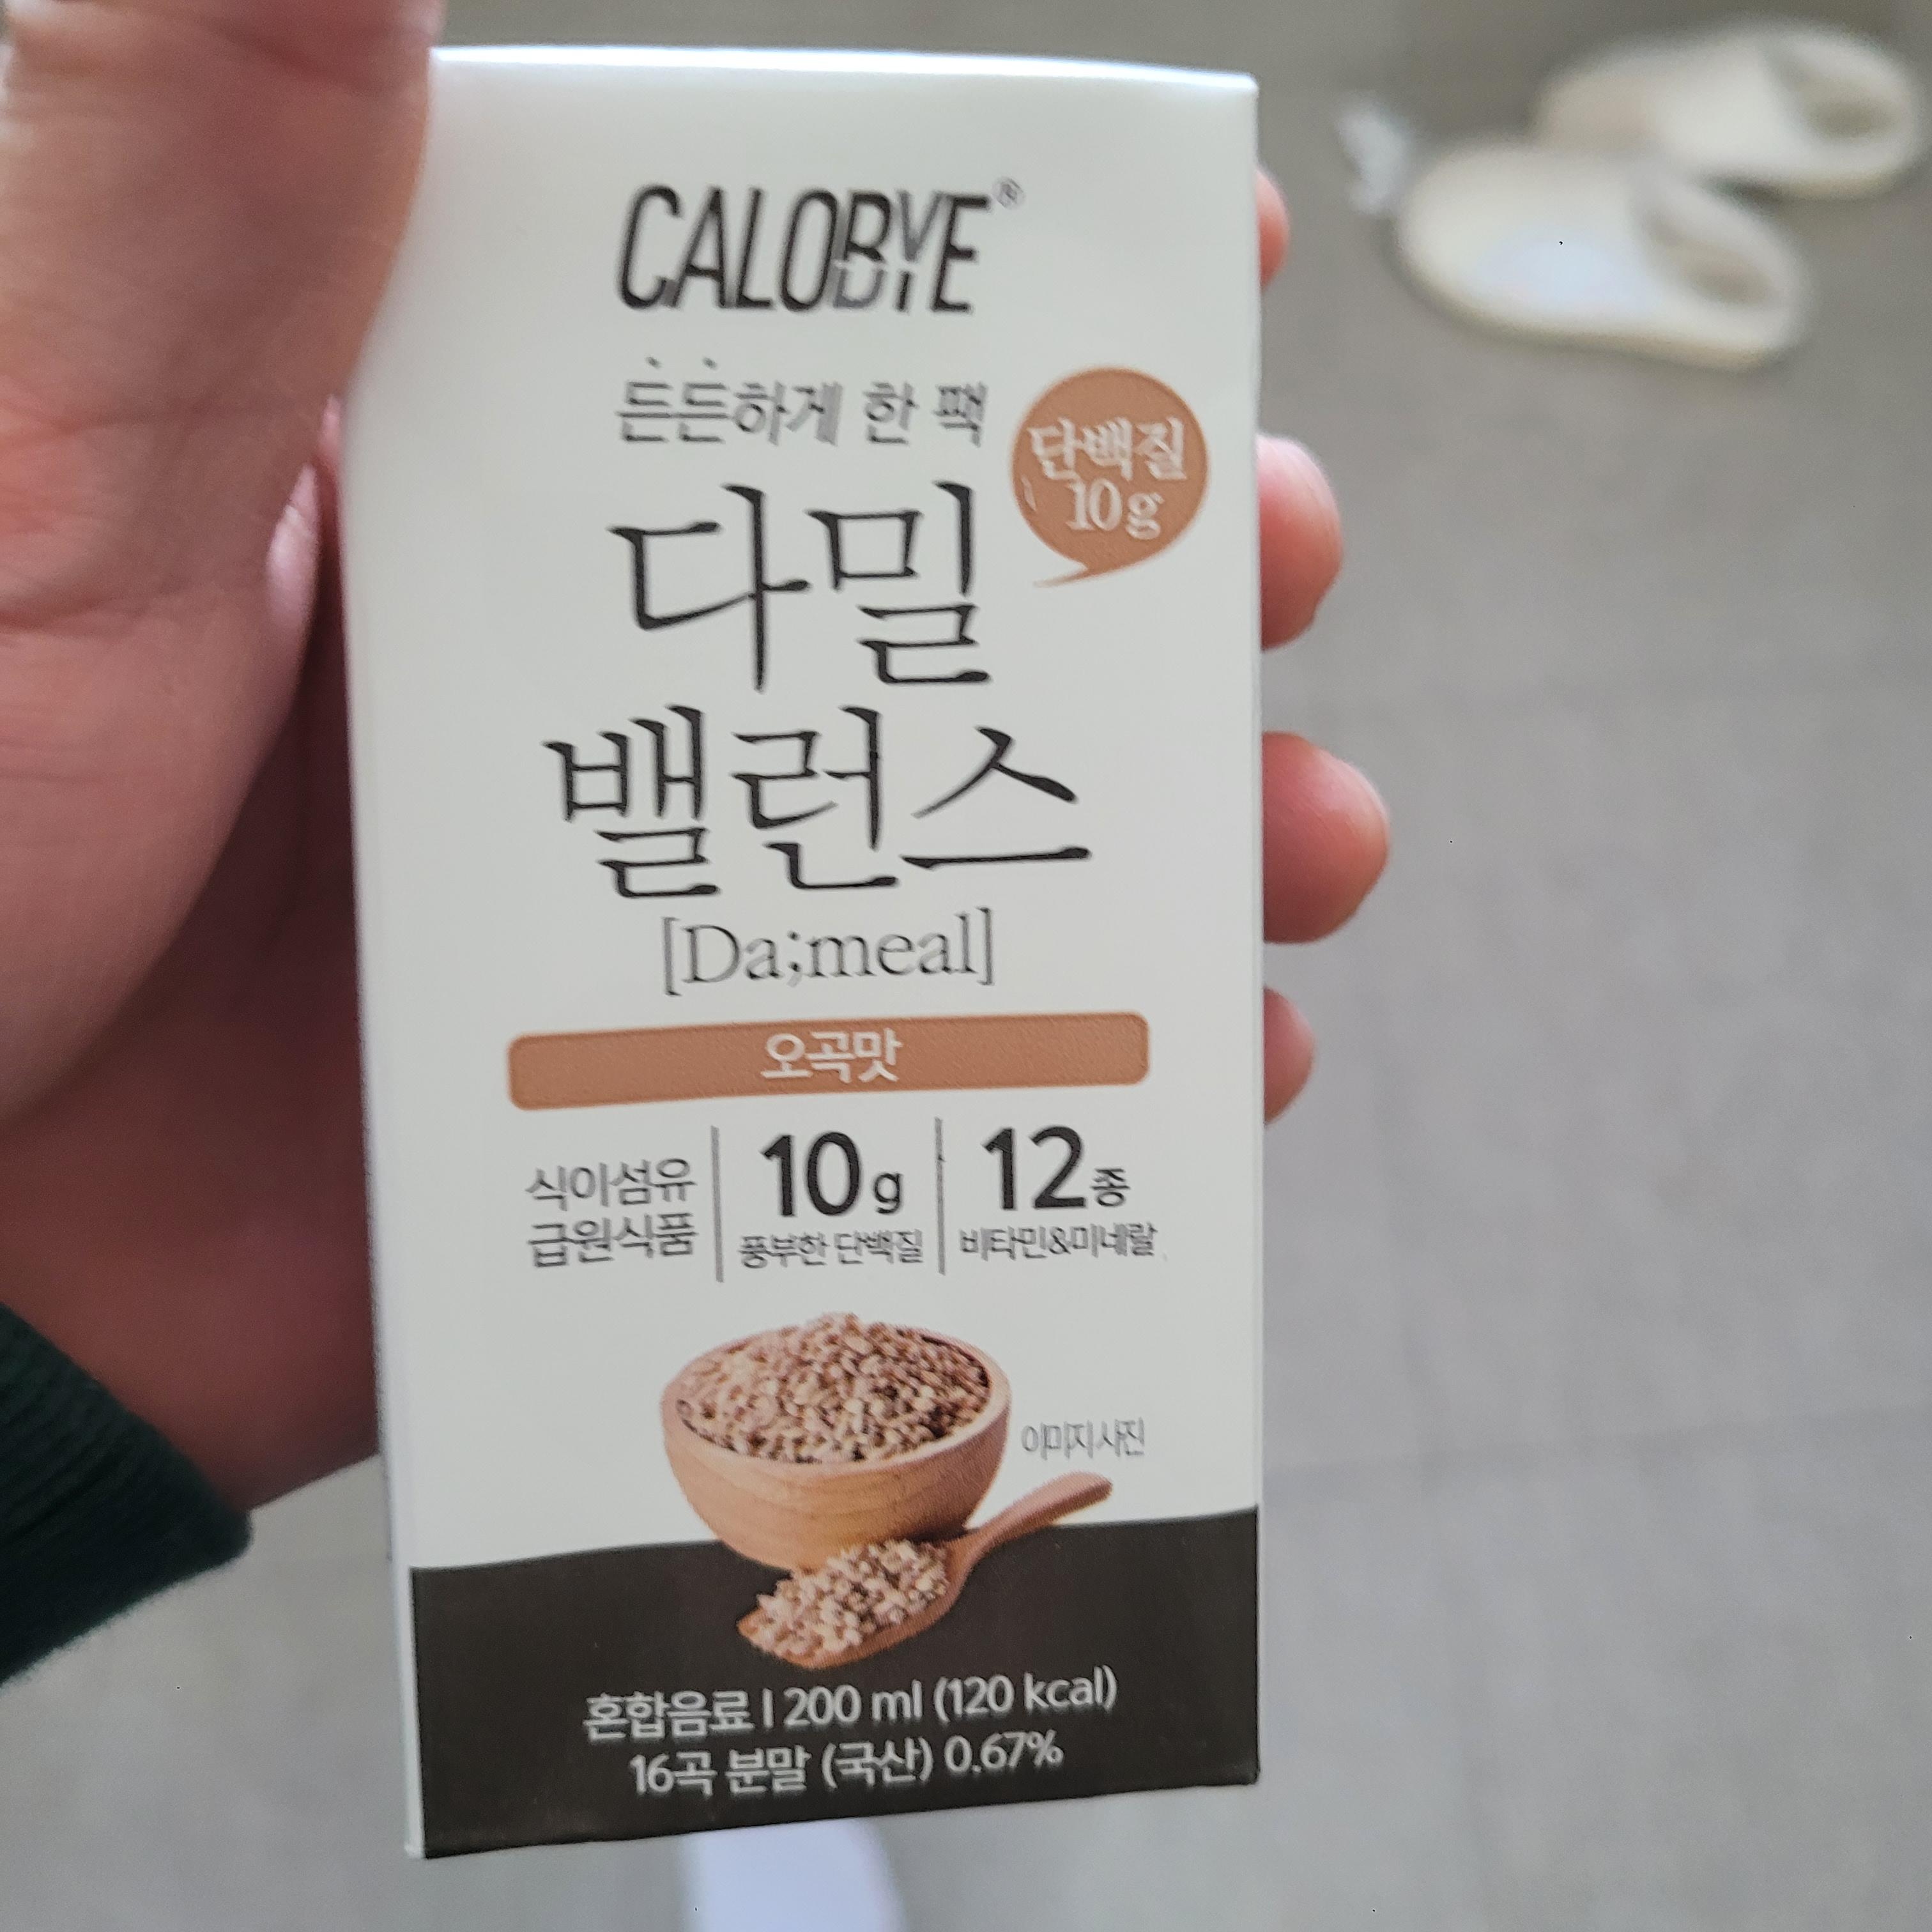 CALOBYE®
든든하게 한 팩
단백질
10g
다밀
밸런스
[Da;meal]
오곡맛
식이섬유
급원식품
10g
풍부한 단백질
12종
비타민&미네랄
이미지 사진
혼합음료 | 200 ml (120 kcal)
16곡 분말 (국산) 0.67%